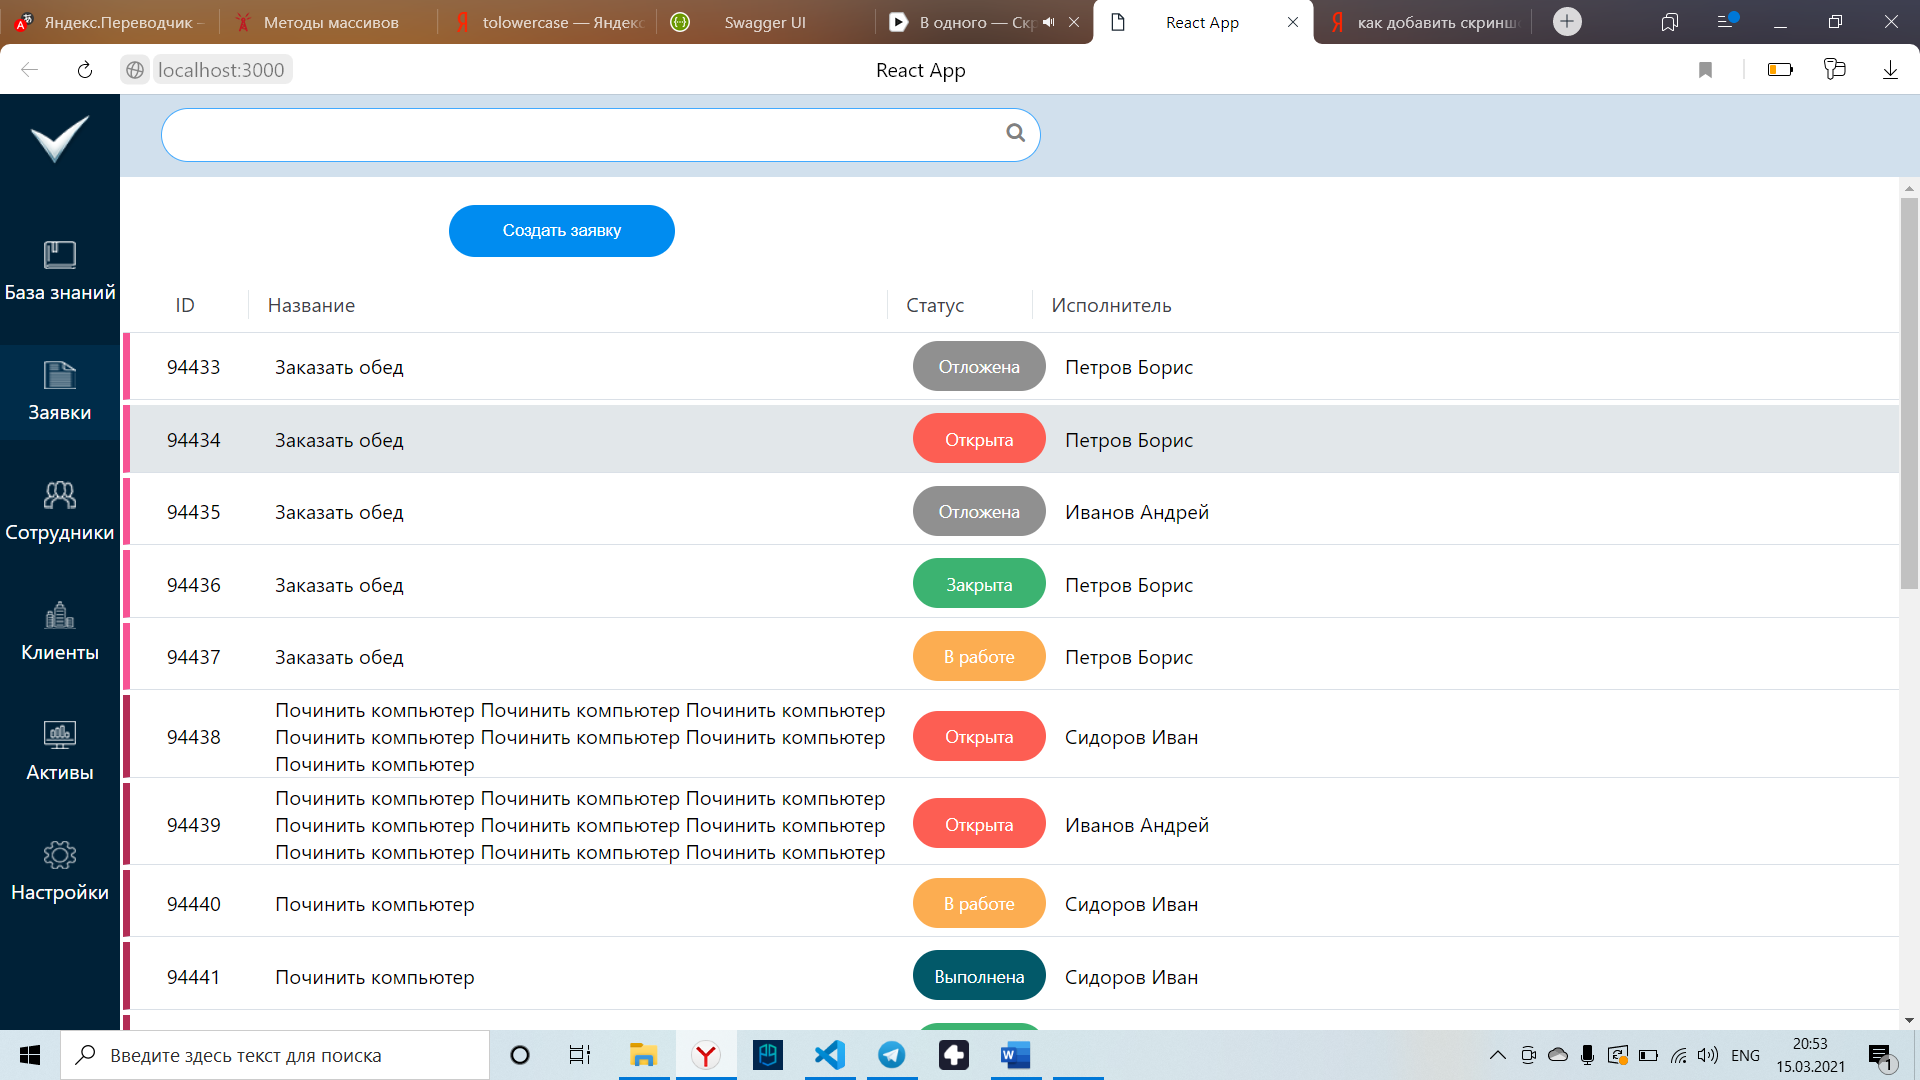 Яндекс.Переводчик –
Методы массивов
tolowercase — Яндекс
Swagger UI
В одного — Скр
React App
как добавить скринш
localhost:3000
React App
База знаний
Заявки
Сотрудники
Клиенты
Активы
Настройки
Создать заявку
ID Название Статус Исполнитель
94433 Заказать обед Отложена Петров Борис
94434 Заказать обед Открыта Петров Борис
94435 Заказать обед Отложена Иванов Андрей
94436 Заказать обед Закрыта Петров Борис
94437 Заказать обед В работе Петров Борис
Починить компьютер Починить компьютер Починить компьютер
94438 Починить компьютер Починить компьютер Починить компьютер Открыта Сидоров Иван
Починить компьютер
Починить компьютер Починить компьютер Починить компьютер
94439 Починить компьютер Починить компьютер Починить компьютер Открыта Иванов Андрей
Починить компьютер Починить компьютер Починить компьютер
94440 Починить компьютер В работе Сидоров Иван
94441 Починить компьютер Выполнена Сидоров Иван
Введите здесь текст для поиска
ENG
20:53
15.03.2021
1